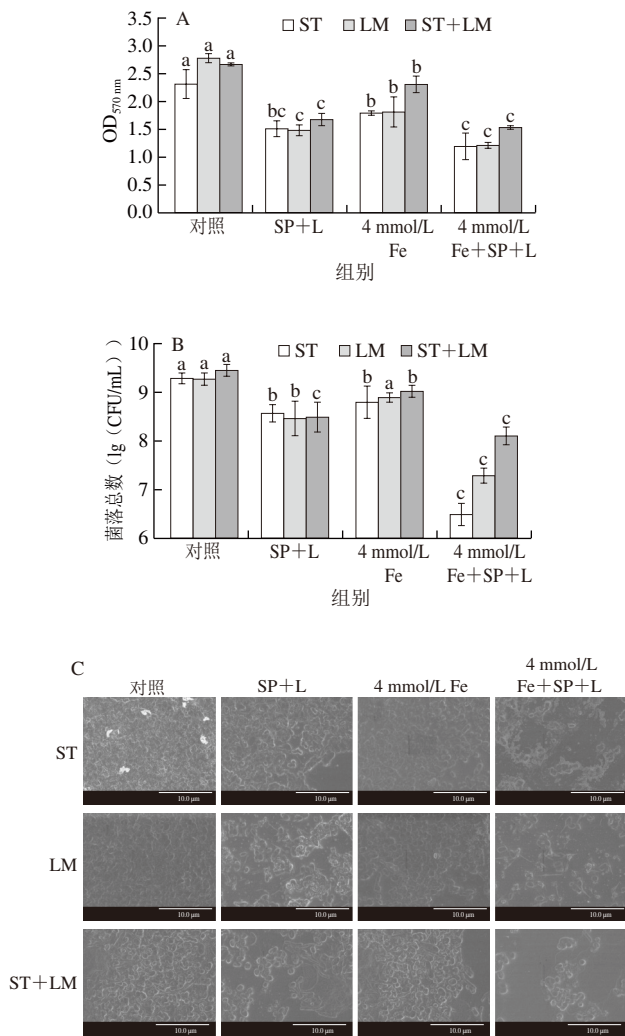 A
ST LM ST+LM
3.5
3.0
2.5
2.0
1.5
1.0
0.5
0.0
OD570 nm
a a a
bc c c
b b b
c c c
对照 SP+L 4 mmol/L Fe 4 mmol/L Fe+SP+L
组别
B
ST LM ST+LM
10
9
8
7
6
菌落总数（lg（CFU/mL））
a a a
b b c
b a b
c c c
对照 SP+L 4 mmol/L Fe 4 mmol/L Fe+SP+L
组别
C
对照 SP+L 4 mmol/L Fe 4 mmol/L Fe+SP+L
ST
10.0 μm 10.0 μm 10.0 μm 10.0 μm
LM
10.0 μm 10.0 μm 10.0 μm 10.0 μm
ST+LM
10.0 μm 10.0 μm 10.0 μm 10.0 μm